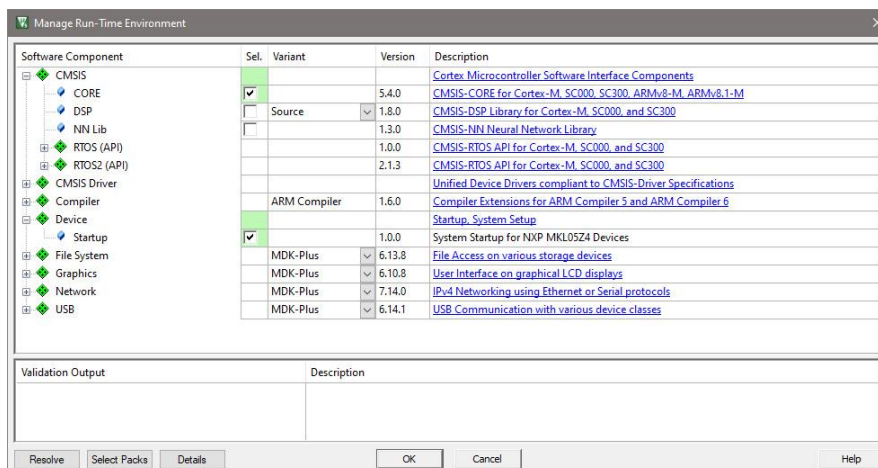 Manage Run-Time Environment
Software Component Sel. Variant Version Description
CMSIS Cortex Microcontroller Software Interface Components
CORE 5.4.0 CMSIS-CORE for Cortex-M, SC000, SC300, ARMv8-M, ARMv8.1-M
DSP Source 1.8.0 CMSIS-DSP Library for Cortex-M, SC000, and SC300
NN Lib 1.3.0 CMSIS-NN Neural Network Library
RTOS (API) 1.0.0 CMSIS-RTOS API for Cortex-M, SC000, and SC300
RTOS2 (API) 2.1.3 CMSIS-RTOS API for Cortex-M, SC000, and SC300
CMSIS Driver Unified Device Drivers compliant to CMSIS-Driver Specifications
Compiler ARM Compiler 1.6.0 Compiler Extensions for ARM Compiler 5 and ARM Compiler 6
Device Startup, System Setup
Startup 1.0.0 System Startup for NXP MKL05Z4 Devices
File System MDK-Plus 6.13.8 File Access on various storage devices
Graphics MDK-Plus 6.10.8 User Interface on graphical LCD displays
Network MDK-Plus 7.14.0 IPv4 Networking using Ethernet or Serial protocols
USB MDK-Plus 6.14.1 USB Communication with various device classes
Validation Output Description
Resolve Select Packs Details OK Cancel Help